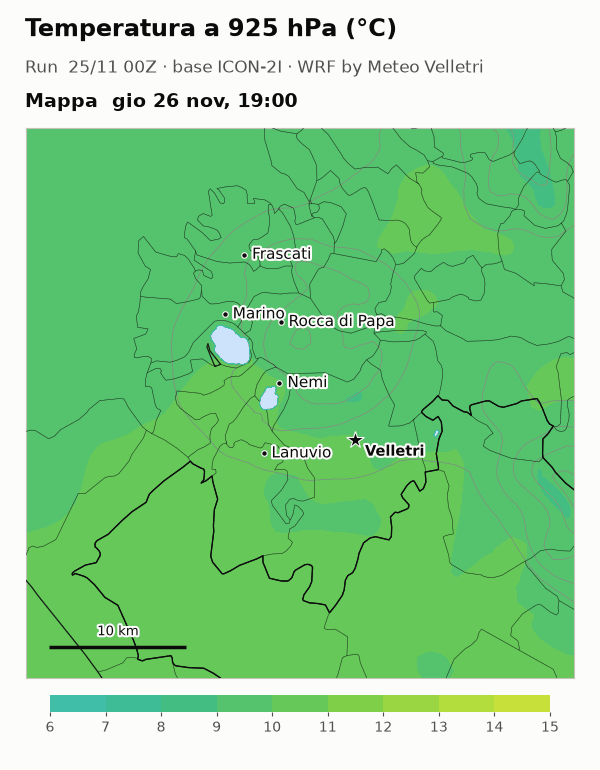 Temperatura a 925 hPa (°C)
Run  25/11 00Z · base ICON-2I · WRF by Meteo Velletri
Mappa  gio 26 nov, 19:00
Frascati
Marino
Rocca di Papa
Nemi
Velletri
Lanuvio
10 km
6 7 8 9 10 11 12 13 14 15